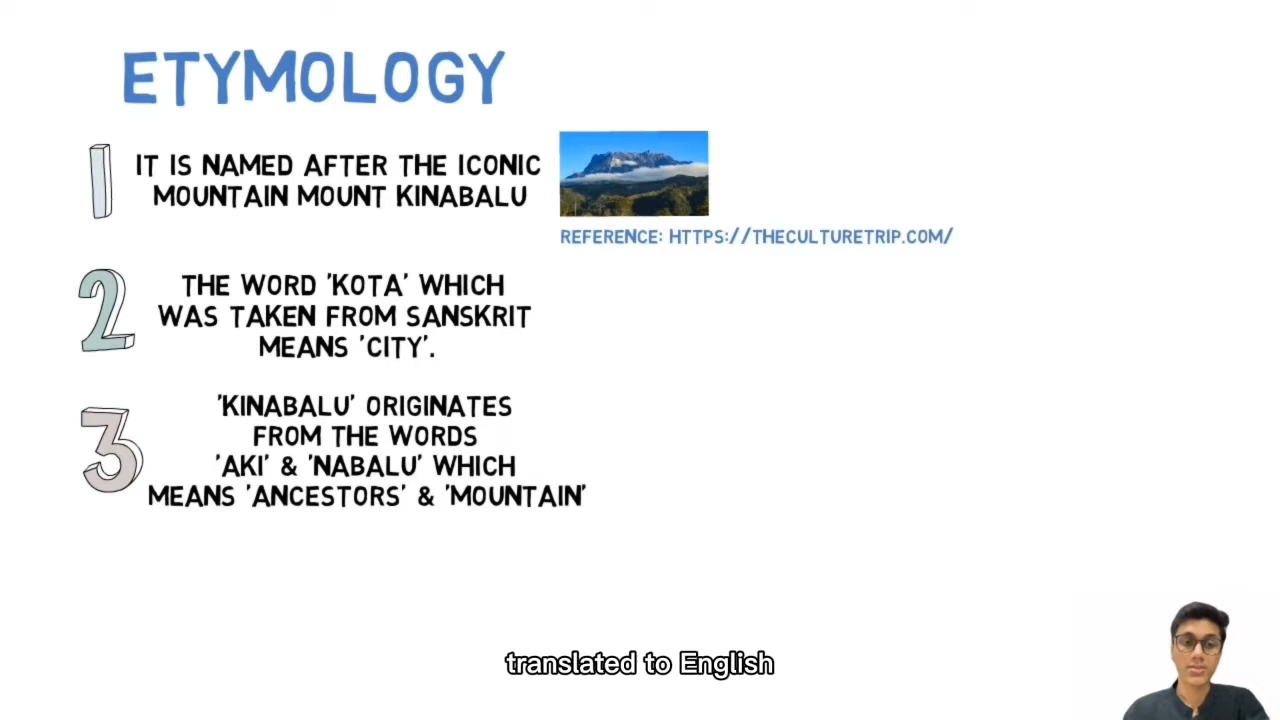 ETYMOLOGY
1
IT IS NAMED AFTER THE ICONIC
MOUNTAIN MOUNT KINABALU
REFERENCE: HTTPS://THECULTURETRIP.COM/
2
THE WORD 'KOTA' WHICH
WAS TAKEN FROM SANSKRIT
MEANS 'CITY'.
3
'KINABALU' ORIGINATES
FROM THE WORDS
'AKI' & 'NABALU' WHICH
MEANS 'ANCESTORS' & 'MOUNTAIN'
translated to English